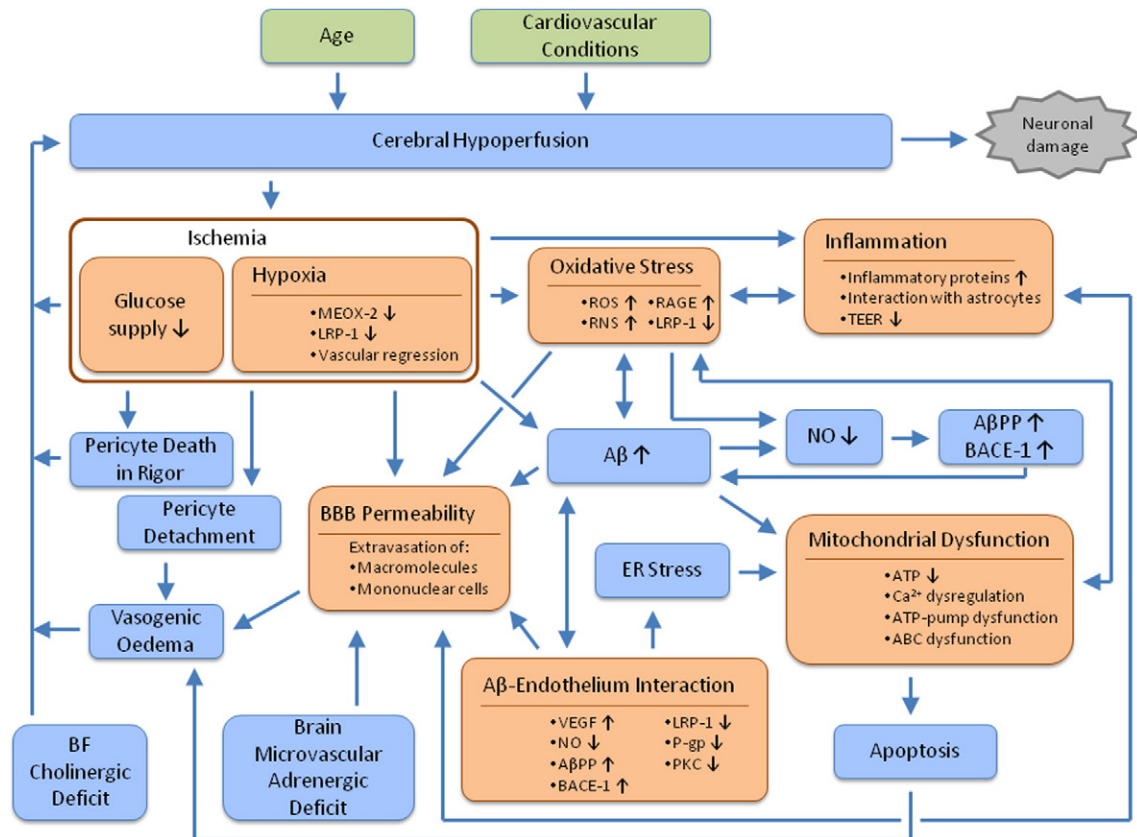 Age
Cardiovascular
Conditions
Cerebral Hypoperfusion
Neuronal
damage
Ischemia
Glucose
supply ↓
Hypoxia
•MEOX-2 ↓
•LRP-1 ↓
•Vascular regression
Oxidative Stress
•ROS ↑ •RAGE ↑
•RNS ↑ •LRP-1 ↓
Inflammation
•Inflammatory proteins ↑
•Interaction with astrocytes
•TEER ↓
Pericyte Death
in Rigor
Pericyte
Detachment
Vasogenic
Oedema
Aβ ↑
NO ↓
AβPP ↑
BACE-1 ↑
BBB Permeability
Extravasation of:
•Macromolecules
•Mononuclear cells
ER Stress
Mitochondrial Dysfunction
•ATP ↓
•Ca²⁺ dysregulation
•ATP-pump dysfunction
•ABC dysfunction
Aβ-Endothelium Interaction
•VEGF ↑ •LRP-1 ↓
•NO ↓ •P-gp ↓
•AβPP ↑ •PKC ↓
•BACE-1 ↑
BF
Cholinergic
Deficit
Brain
Microvascular
Adrenergic
Deficit
Apoptosis